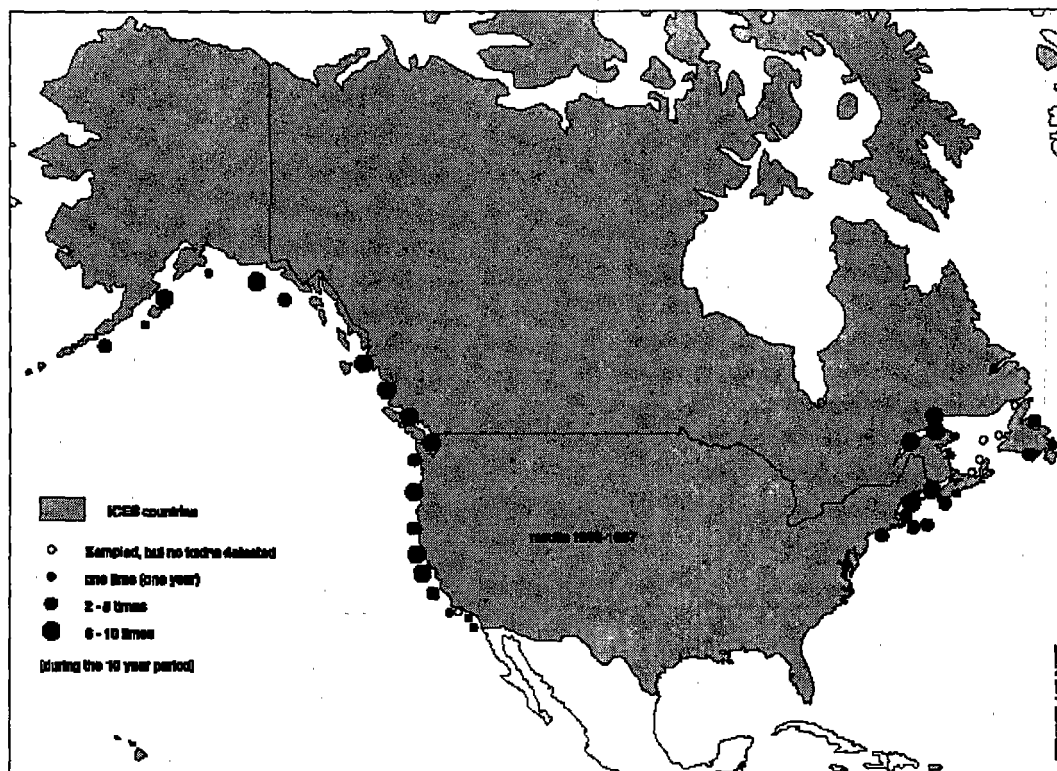 ICES countries
Sampled, but no toxins detected
one time (one year)
2 - 5 times
6 - 10 times
[during the 10 year period]
results